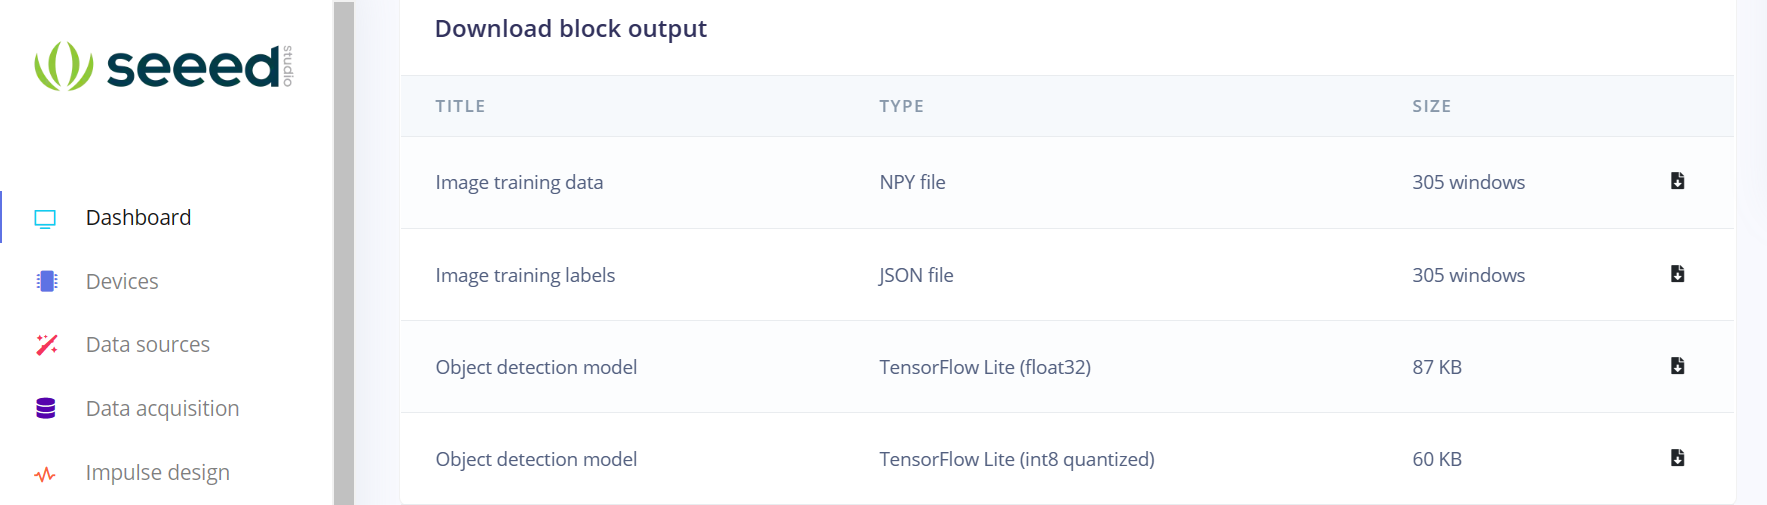 seeed studio
Dashboard
Devices
Data sources
Data acquisition
Impulse design
Download block output
TITLE TYPE SIZE
Image training data NPY file 305 windows
Image training labels JSON file 305 windows
Object detection model TensorFlow Lite (float32) 87 KB
Object detection model TensorFlow Lite (int8 quantized) 60 KB